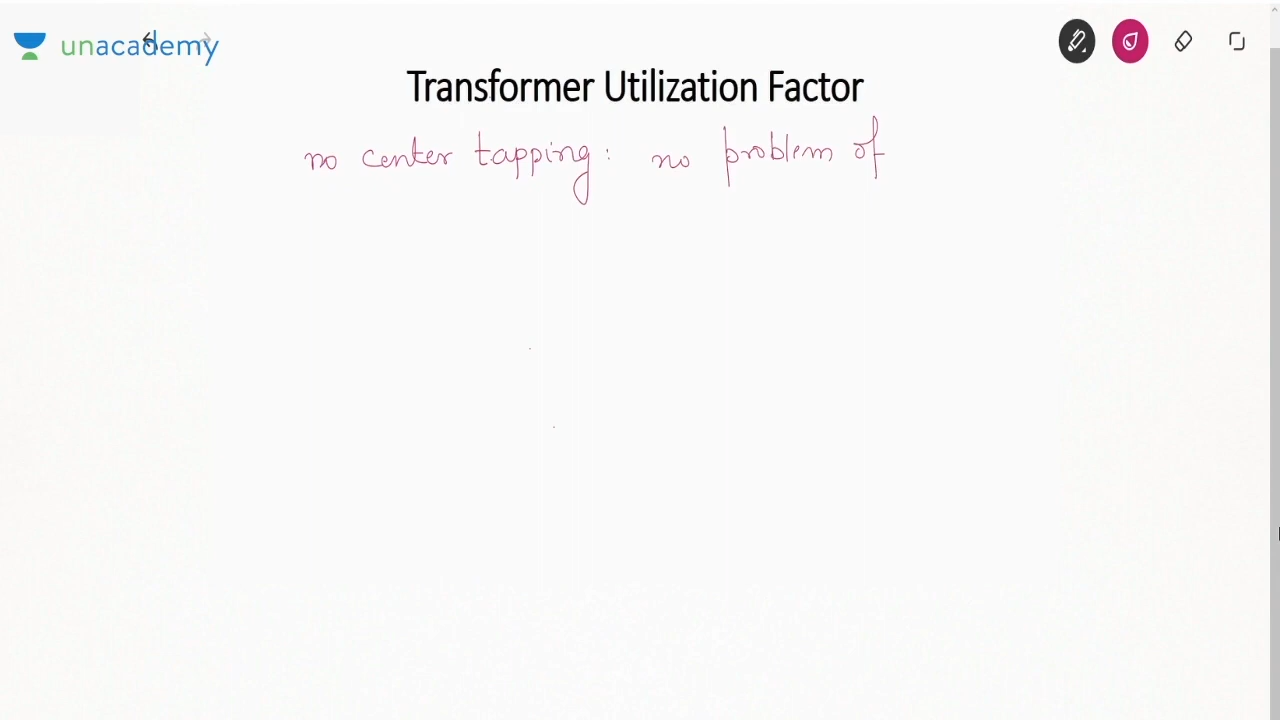 unacademy
Transformer Utilization Factor
no center tapping: no problem of